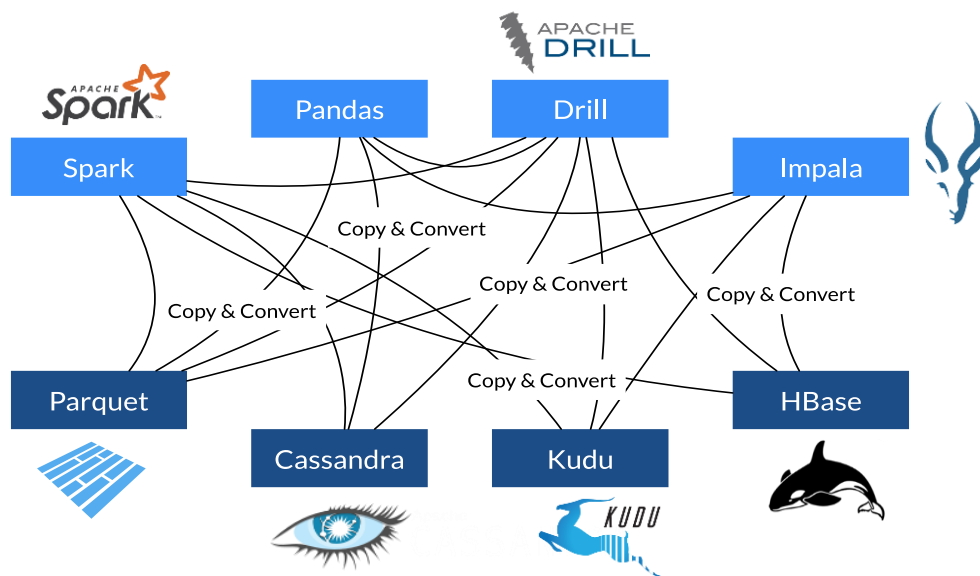 APACHE
DRILL
APACHE
Spark
Pandas
Drill
Spark
Impala
Copy & Convert
Copy & Convert
Copy & Convert
Copy & Convert
Copy & Convert
Parquet
HBase
Cassandra
Kudu
KUDU